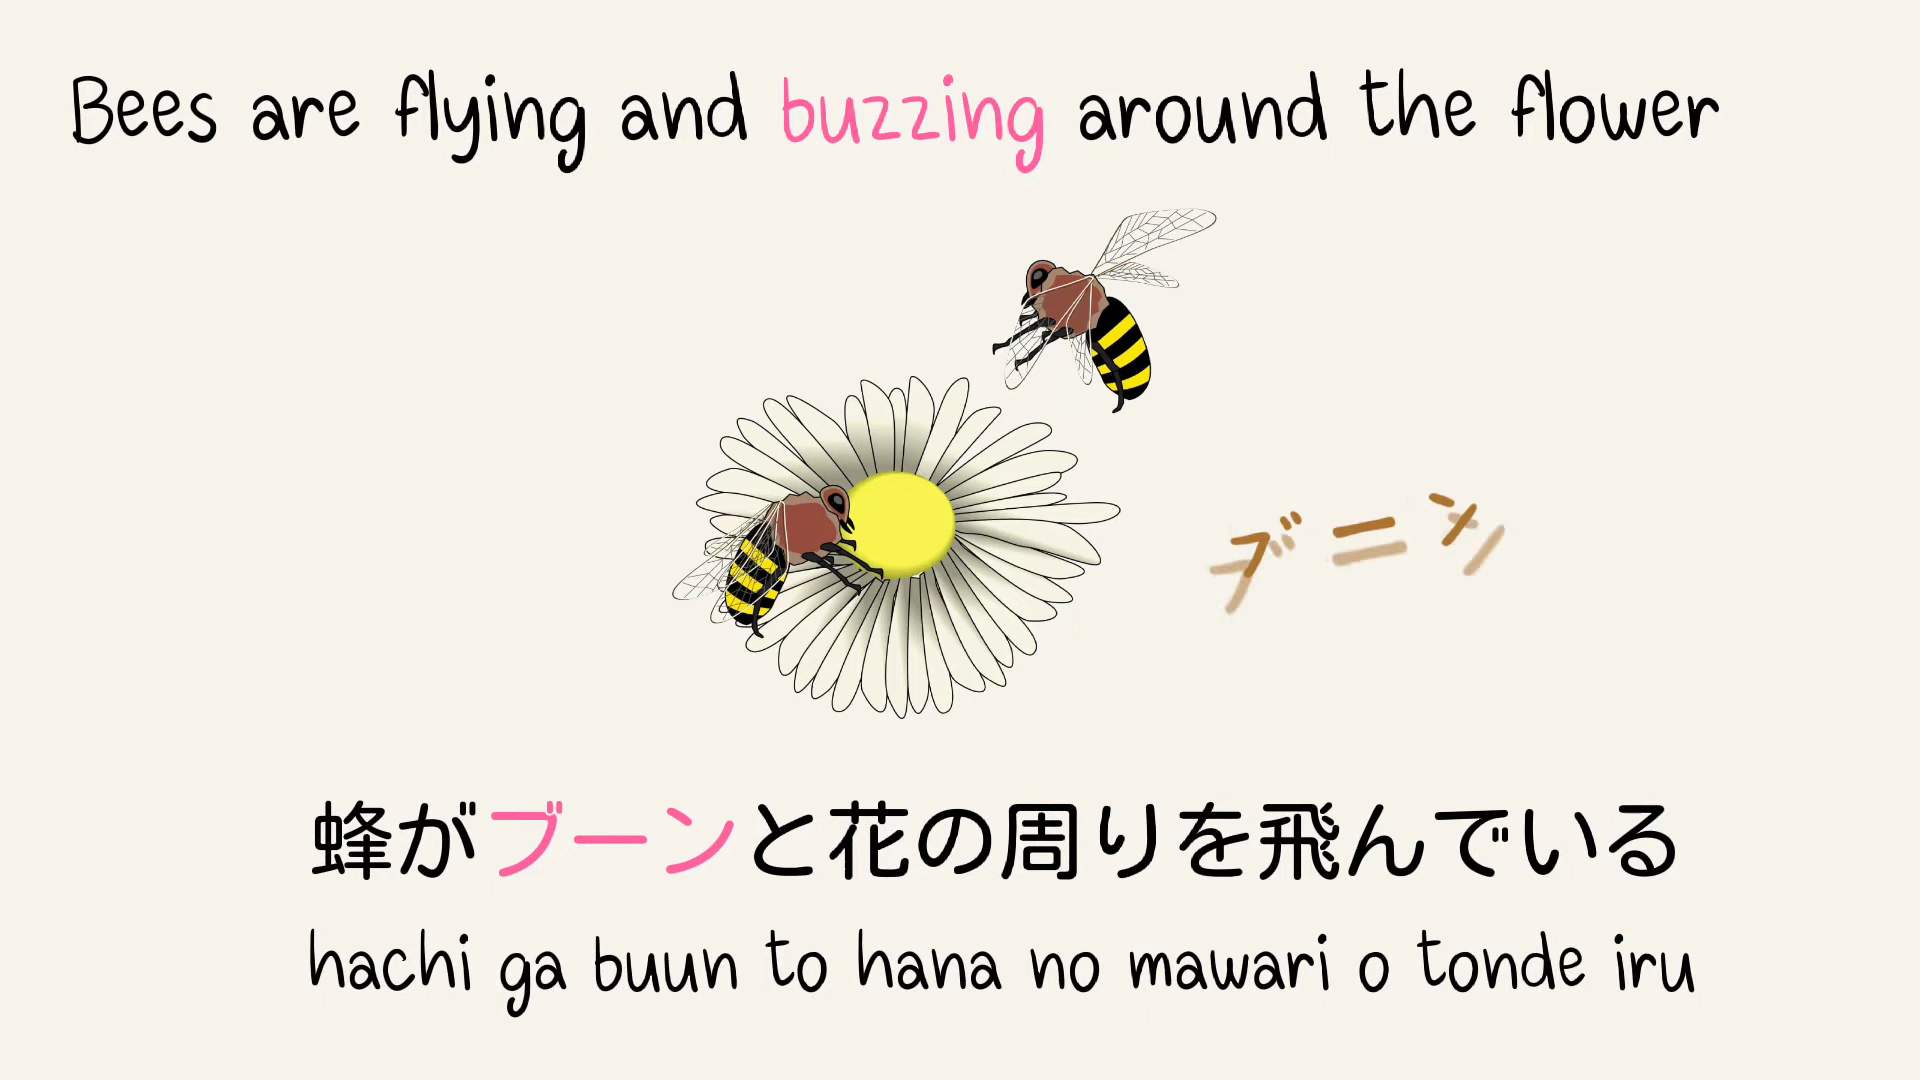 Bees are flying and buzzing around the flower
ブーン
蜂がブーンと花の周りを飛んでいる
hachi ga buun to hana no mawari o tonde iru